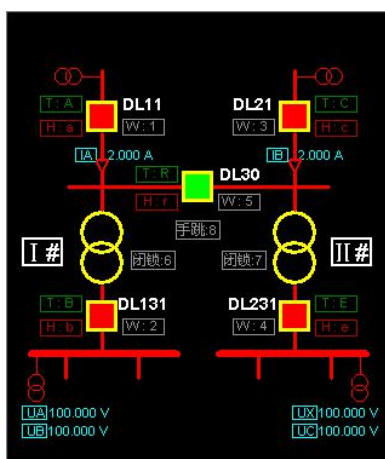 T:A DL11 DL21 T:C
H:a W:1 W:3 H:c
IA 2.000 A IB 2.000 A
T:R DL30
H:r W:5
手跳:8
I# 闭锁:6 闭锁:7 II#
T:B DL131 DL231 T:E
H:b W:2 W:4 H:e
UA 100.000 V UX 100.000 V
UB 100.000 V UC 100.000 V